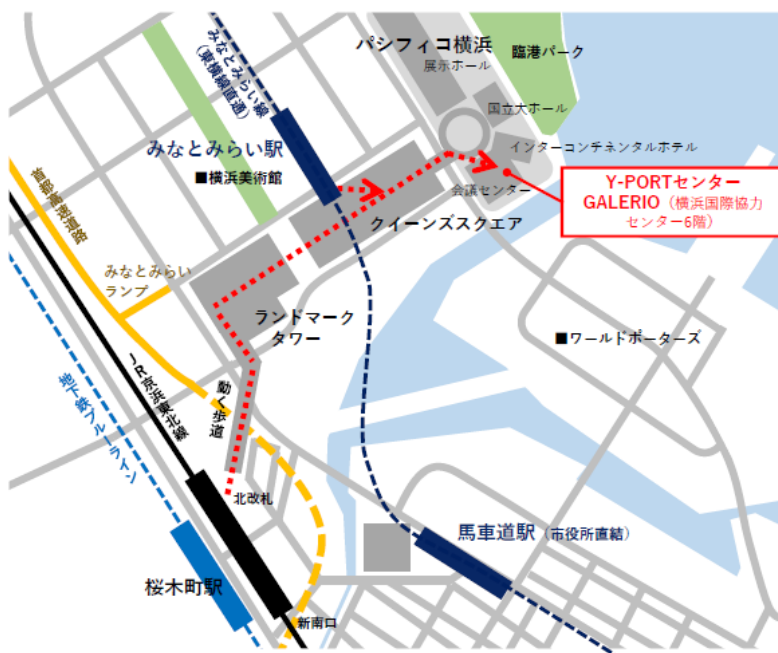 みなとみらい線
（東横線直通）
パシフィコ横浜
展示ホール
臨港パーク
国立大ホール
みなとみらい駅
インターコンチネンタルホテル
■横浜美術館
会議センター
Y-PORTセンター
GALERIO（横浜国際協力
センター6階）
首都高速道路
クイーンズスクエア
みなとみらい
ランプ
ランドマーク
タワー
■ワールドポーターズ
JR京浜東北線
地下鉄ブルーライン
動く歩道
北改札
馬車道駅（市役所直結）
桜木町駅
新南口